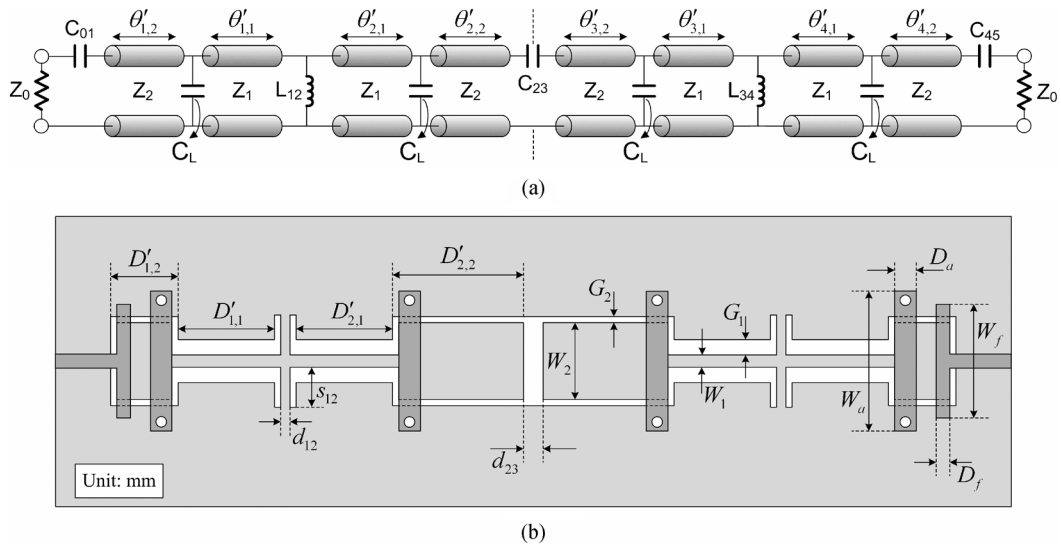 θ′1,2 θ′1,1 θ′2,1 θ′2,2 θ′3,2 θ′3,1 θ′4,1 θ′4,2
C01 C23 C45
Z0 Z2 Z1 L12 Z1 Z2 Z2 Z1 L34 Z1 Z2 Z0
CL CL CL CL
(a)
D′1,2 D′2,2 Da
D′1,1 D′2,1 G2 G1
W2 W1 Wa Wf
s12
d12 d23 Df
Unit: mm
(b)